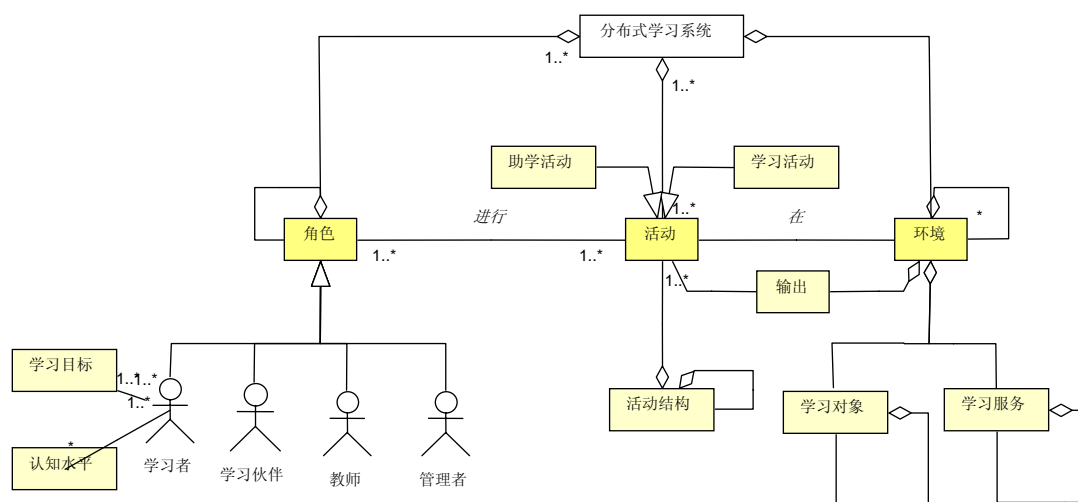 分布式学习系统
1..*
1..*
助学活动
学习活动
1..*
进行
在
*
角色
活动
环境
1..*
1..*
1..*
输出
学习目标
1..*
1..*
1..*
活动结构
学习对象
学习服务
*
认知水平
学习者
学习伙伴
教师
管理者